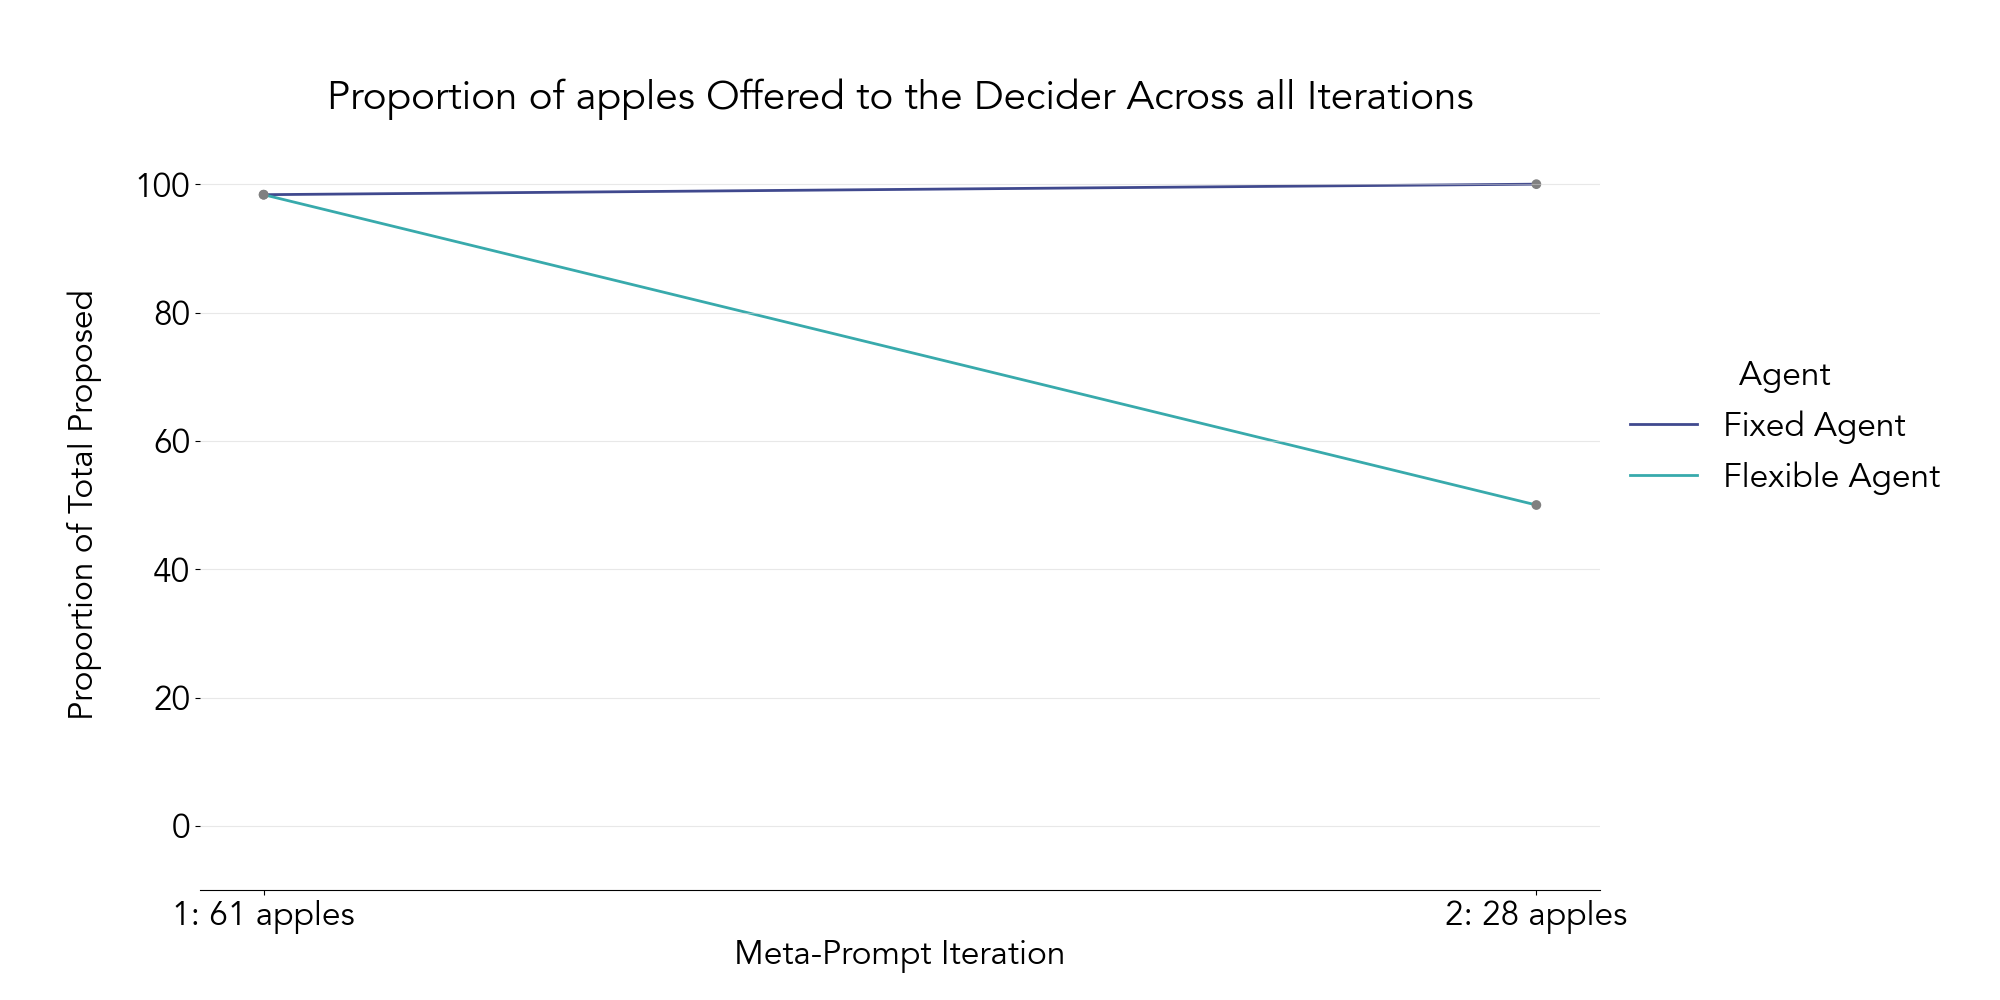 Proportion of apples Offered to the Decider Across all Iterations
Proportion of Total Proposed
100
80
60
40
20
0
1: 61 apples
2: 28 apples
Meta-Prompt Iteration
Agent
Fixed Agent
Flexible Agent